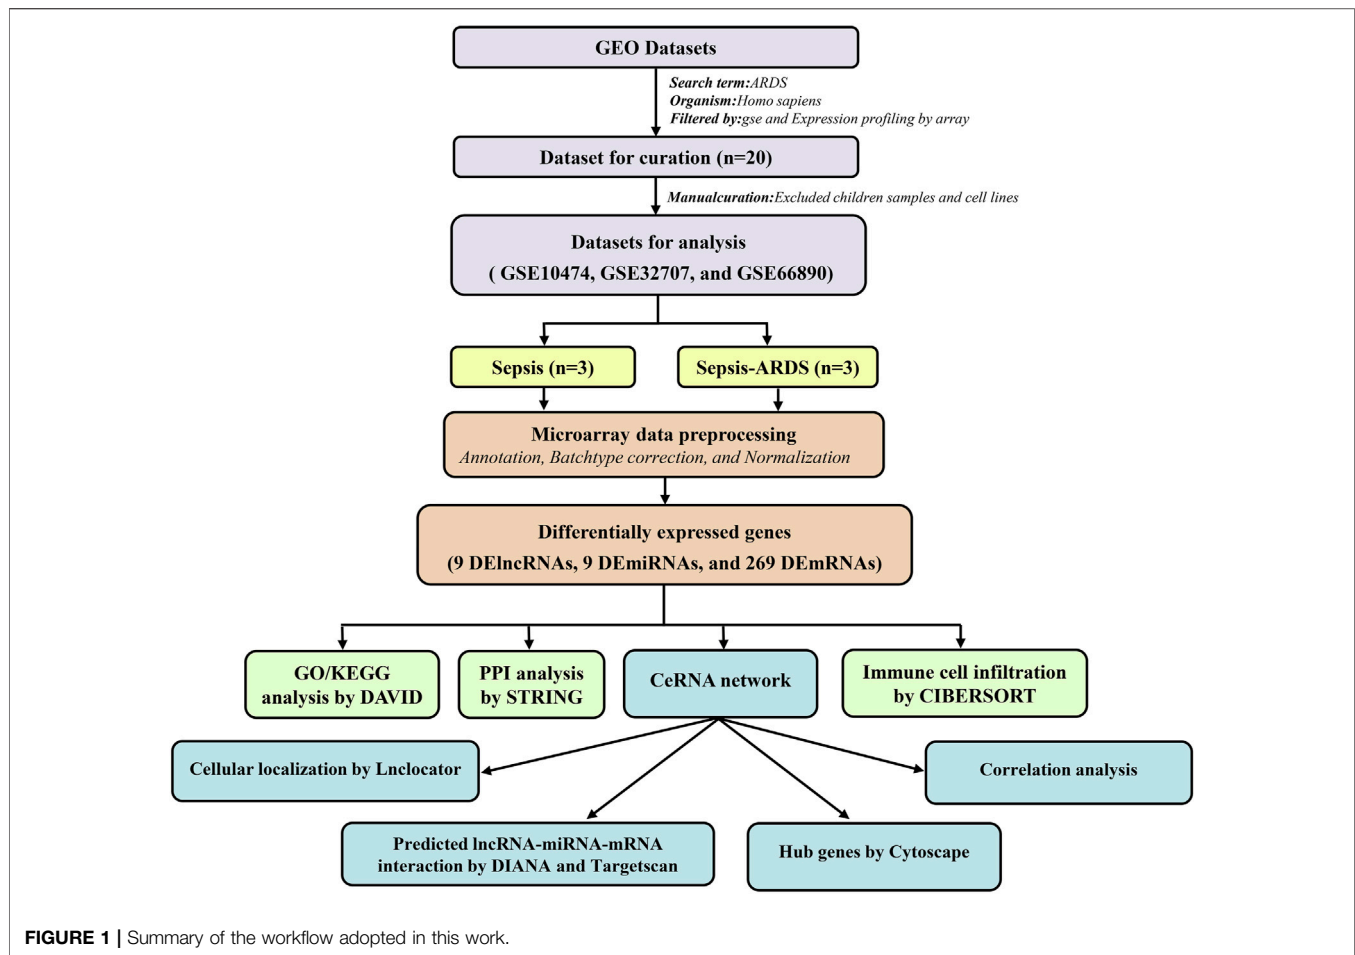 GEO Datasets
Search term:ARDS
Organism:Homo sapiens
Filtered by:gse and Expression profiling by array
Dataset for curation (n=20)
Manualcuration:Excluded children samples and cell lines
Datasets for analysis
( GSE10474, GSE32707, and GSE66890)
Sepsis (n=3)
Sepsis-ARDS (n=3)
Microarray data preprocessing
Annotation, Batchtype correction, and Normalization
Differentially expressed genes
(9 DElncRNAs, 9 DEmiRNAs, and 269 DEmRNAs)
GO/KEGG
analysis by DAVID
PPI analysis
by STRING
CeRNA network
Immune cell infiltration
by CIBERSORT
Cellular localization by Lnclocator
Correlation analysis
Predicted lncRNA-miRNA-mRNA
interaction by DIANA and Targetscan
Hub genes by Cytoscape
FIGURE 1 | Summary of the workflow adopted in this work.